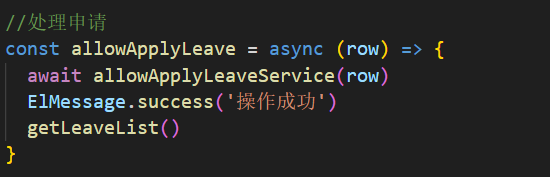 //处理申请
const allowApplyLeave = async (row) => {
  await allowApplyLeaveService(row)
  ElMessage.success('操作成功')
  getLeaveList()
}